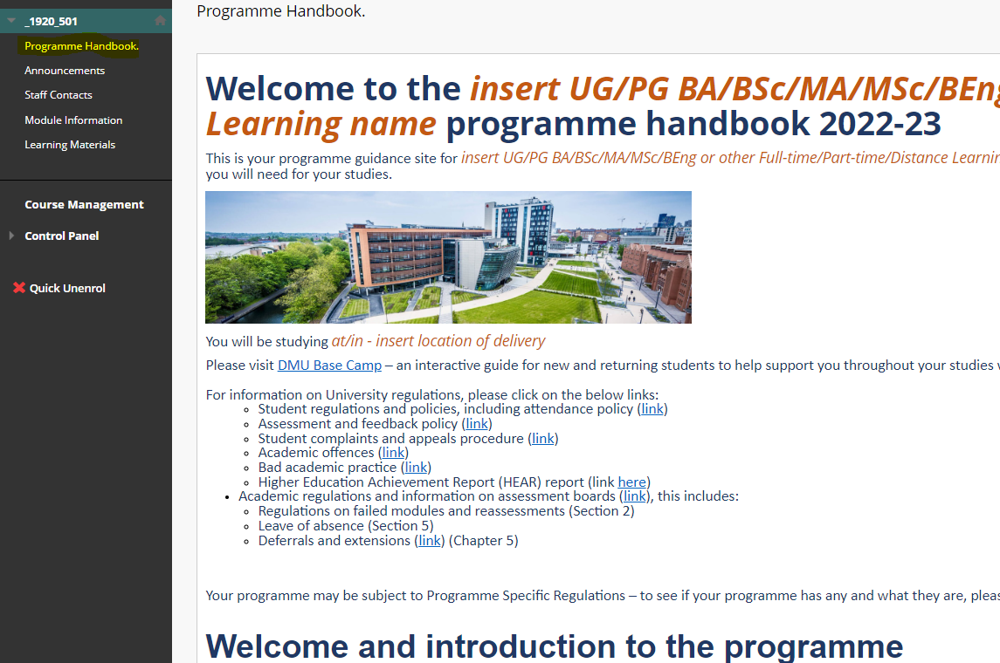 _1920_501
Programme Handbook.
Announcements
Staff Contacts
Module Information
Learning Materials
Course Management
Control Panel
Quick Unenrol
Programme Handbook.
Welcome to the insert UG/PG BA/BSc/MA/MSc/BEng
Learning name programme handbook 2022-23
This is your programme guidance site for insert UG/PG BA/BSc/MA/MSc/BEng or other Full-time/Part-time/Distance
you will need for your studies.
You will be studying at/in - insert location of delivery
Please visit DMU Base Camp – an interactive guide for new and returning students to help support you throughout your studies
For information on University regulations, please click on the below links:
Student regulations and policies, including attendance policy (link)
Assessment and feedback policy (link)
Student complaints and appeals procedure (link)
Academic offences (link)
Bad academic practice (link)
Higher Education Achievement Report (HEAR) report (link here)
Academic regulations and information on assessment boards (link), this includes:
Regulations on failed modules and reassessments (Section 2)
Leave of absence (Section 5)
Deferrals and extensions (link) (Chapter 5)
Your programme may be subject to Programme Specific Regulations – to see if your programme has any and what they are,
Welcome and introduction to the programme